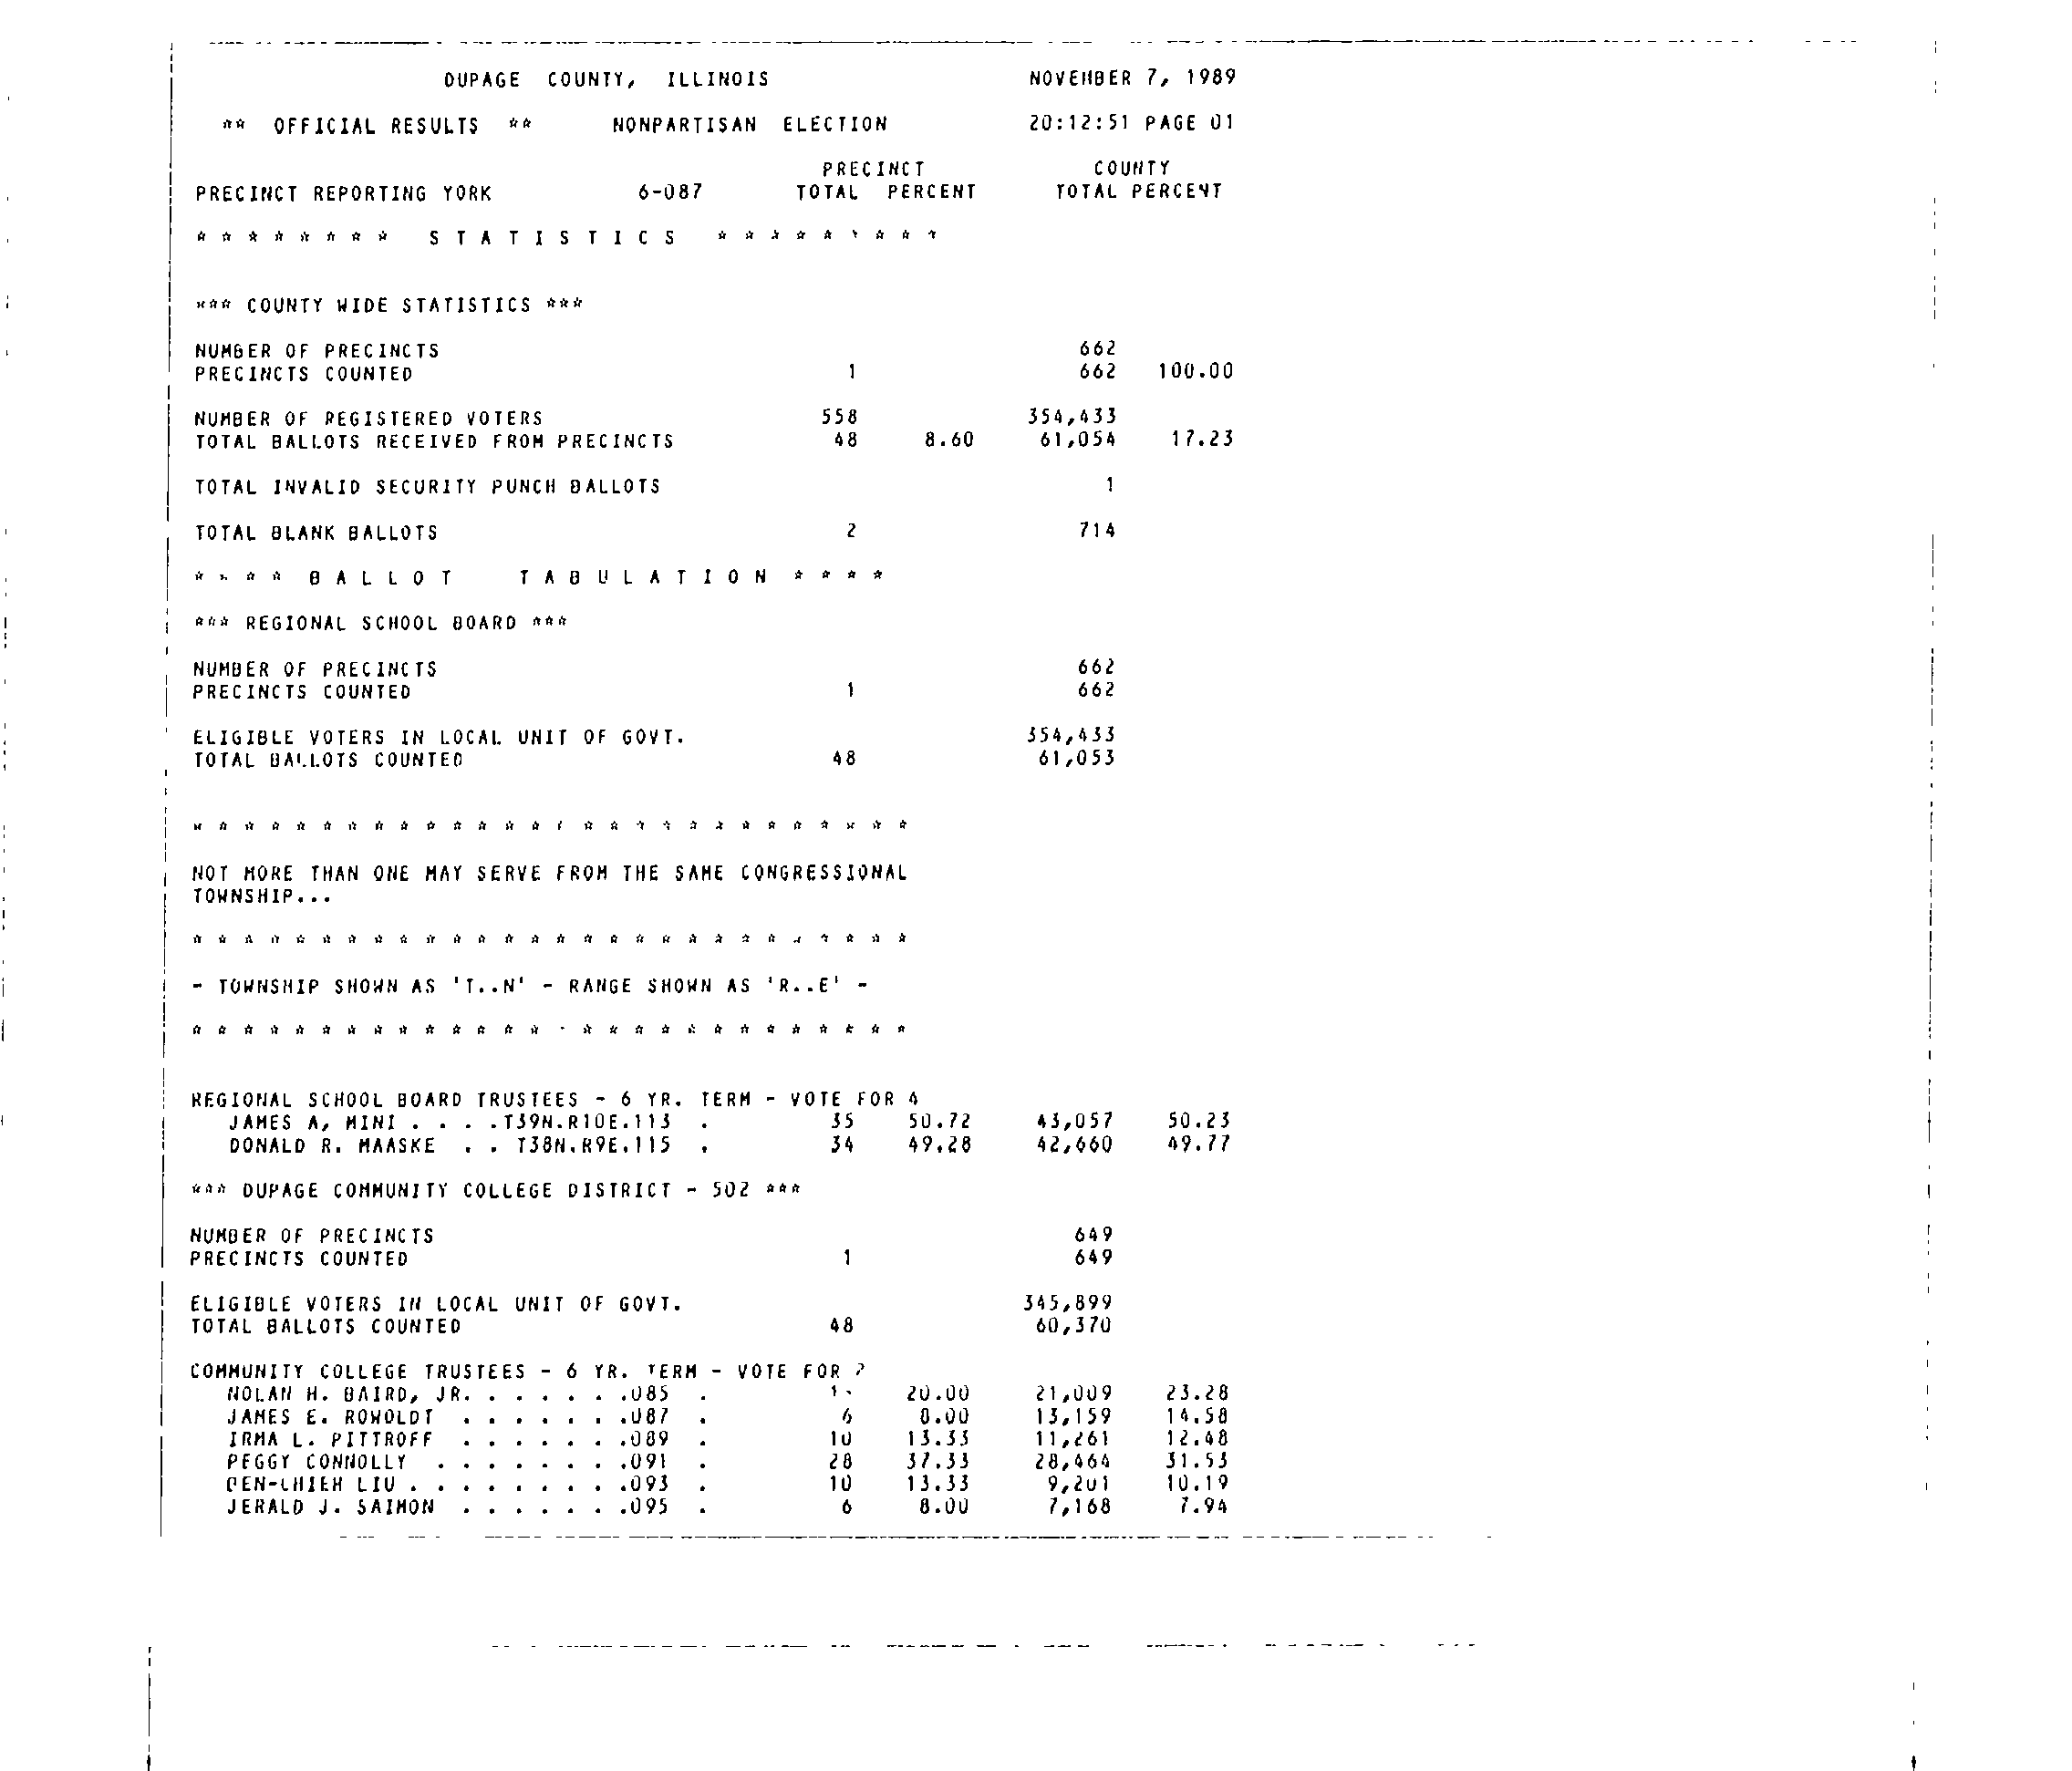 DUPAGE COUNTY, ILLINOIS NOVEMBER 7, 1989
** OFFICIAL RESULTS ** NONPARTISAN ELECTION 20:12:51 PAGE 01
PRECINCT COUNTY
PRECINCT REPORTING YORK 6-087 TOTAL PERCENT TOTAL PERCENT
* * * * * * * * S T A T I S T I C S * * * * * * * * *
*** COUNTY WIDE STATISTICS ***
NUMBER OF PRECINCTS 662
PRECINCTS COUNTED 1 662 100.00
NUMBER OF REGISTERED VOTERS 558 354,433
TOTAL BALLOTS RECEIVED FROM PRECINCTS 48 8.60 61,054 17.23
TOTAL INVALID SECURITY PUNCH BALLOTS 1
TOTAL BLANK BALLOTS 2 714
* * * * B A L L O T T A B U L A T I O N * * * *
*** REGIONAL SCHOOL BOARD ***
NUMBER OF PRECINCTS 662
PRECINCTS COUNTED 1 662
ELIGIBLE VOTERS IN LOCAL UNIT OF GOVT. 354,433
TOTAL BALLOTS COUNTED 48 61,053
* * * * * * * * * * * * * * * * * * * * * * * * * * * *
NOT MORE THAN ONE MAY SERVE FROM THE SAME CONGRESSIONAL
TOWNSHIP...
* * * * * * * * * * * * * * * * * * * * * * * * * * * *
- TOWNSHIP SHOWN AS 'T..N' - RANGE SHOWN AS 'R..E' -
* * * * * * * * * * * * * * * * * * * * * * * * * * * *
REGIONAL SCHOOL BOARD TRUSTEES - 6 YR. TERM - VOTE FOR 4
JAMES A, MINI . . . .T39N.R10E.113 . 35 50.72 43,057 50.23
DONALD R. MAASKE . . T38N.R9E.115 . 34 49.28 42,660 49.77
*** DUPAGE COMMUNITY COLLEGE DISTRICT - 502 ***
NUMBER OF PRECINCTS 649
PRECINCTS COUNTED 1 649
ELIGIBLE VOTERS IN LOCAL UNIT OF GOVT. 345,899
TOTAL BALLOTS COUNTED 48 60,370
COMMUNITY COLLEGE TRUSTEES - 6 YR. TERM - VOTE FOR
NOLAN H. BAIRD, JR. . . . . . .085 . 20.00 21,009 23.28
JAMES E. ROWOLDT . . . . . . .087 . 6 8.00 13,159 14.58
IRMA L. PITTROFF . . . . . . .089 . 10 13.33 11,261 12.48
PEGGY CONNOLLY . . . . . . . .091 . 28 37.33 28,464 31.53
BEN-CHIEH LIU . . . . . . . . .093 . 10 13.33 9,201 10.19
JERALD J. SAIMON . . . . . . .095 . 6 8.00 7,168 7.94